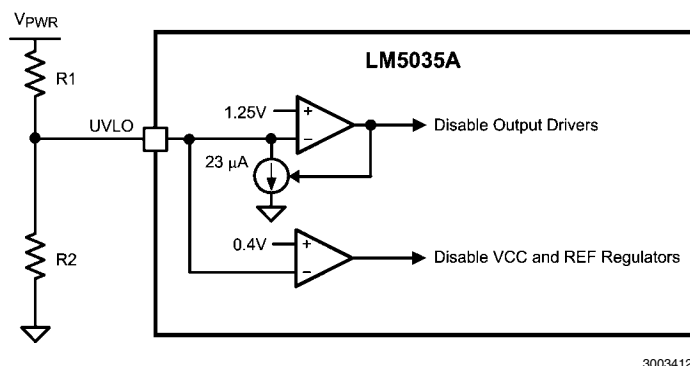 VPWR
LM5035A
R1
1.25V
+
UVLO
−
Disable Output Drivers
23 μA
R2
0.4V
+
−
Disable VCC and REF Regulators
3003412